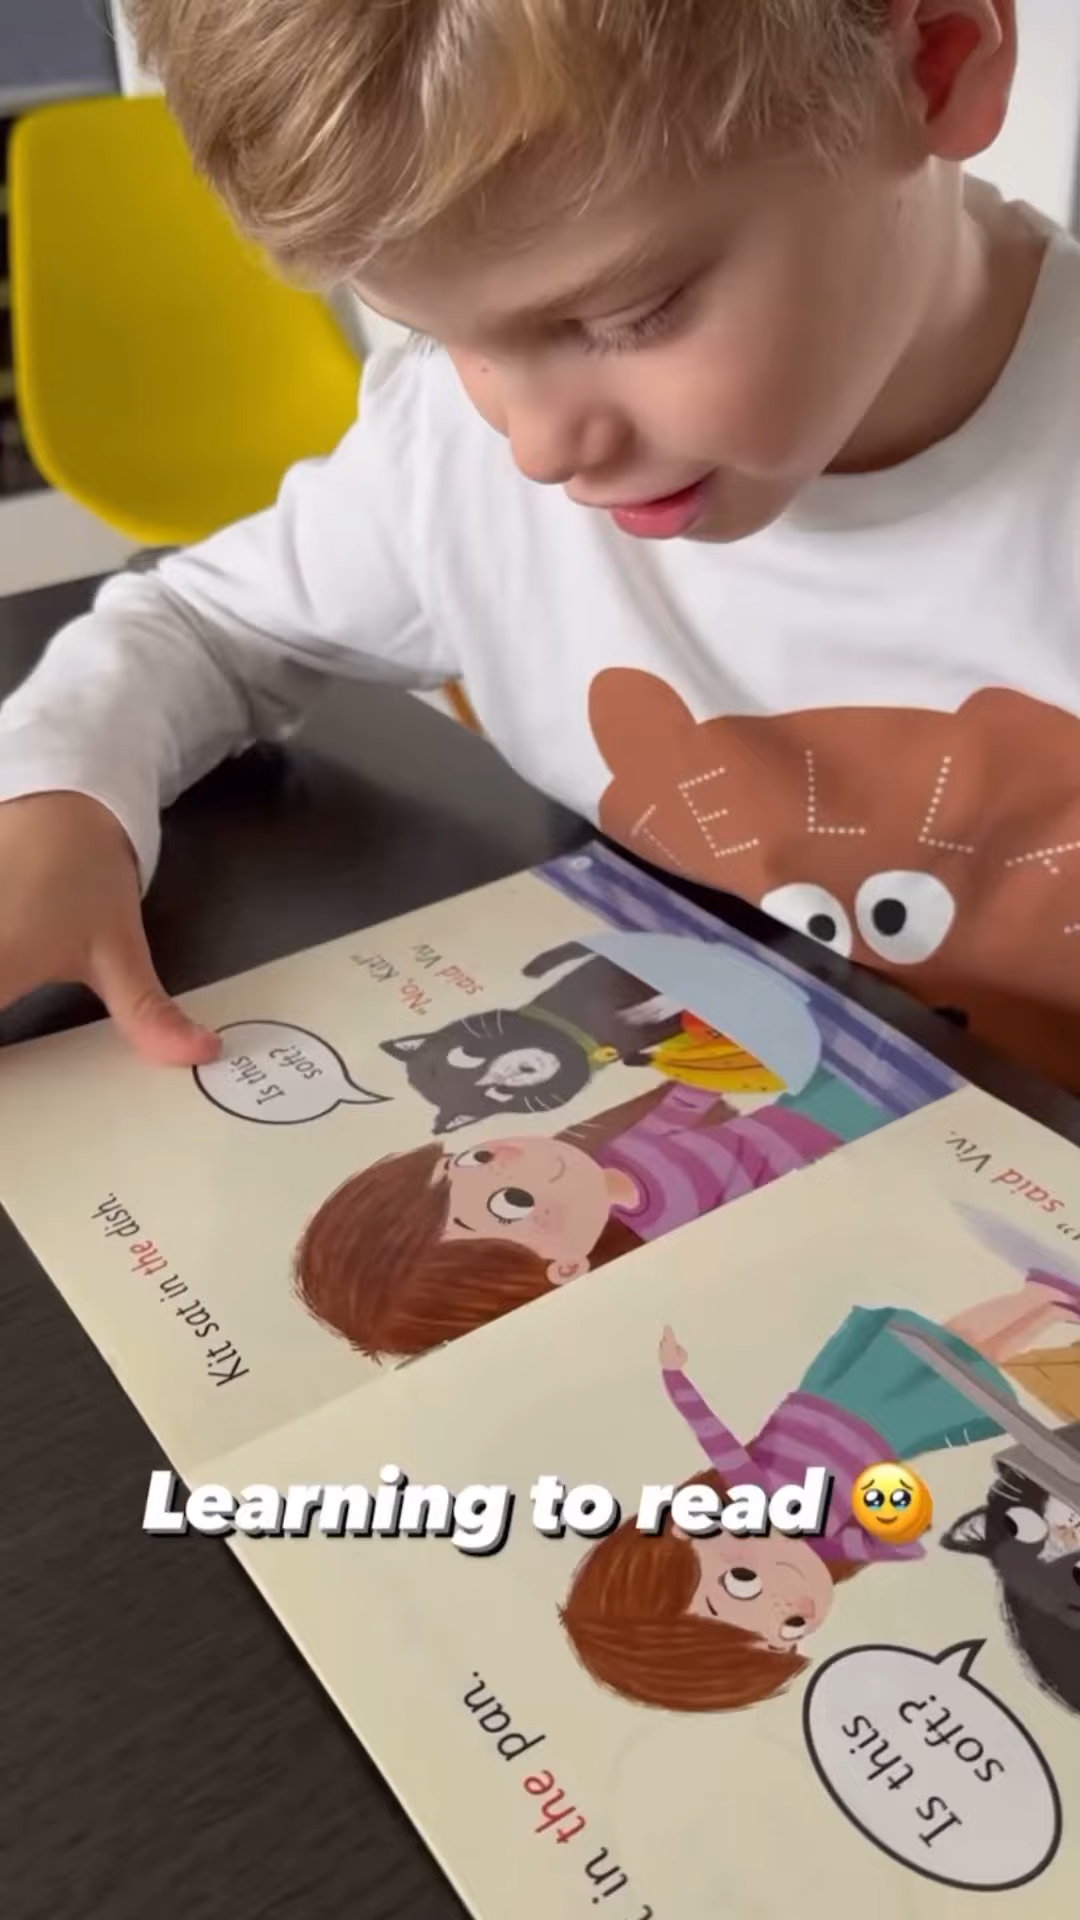 TELL
in the pan.
Is this
soft?
" said Viv.
Kit sat in the dish.
Is this
soft?
"No, Kit!"
said Viv
Learning to read 🥹